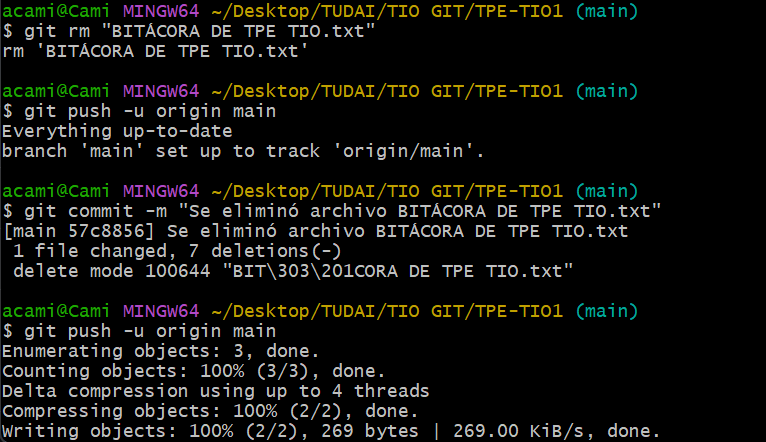 acami@Cami MINGW64 ~/Desktop/TUDAI/TIO GIT/TPE-TIO1 (main)
$ git rm "BITÁCORA DE TPE TIO.txt"
rm 'BITÁCORA DE TPE TIO.txt'
acami@Cami MINGW64 ~/Desktop/TUDAI/TIO GIT/TPE-TIO1 (main)
$ git push -u origin main
Everything up-to-date
branch 'main' set up to track 'origin/main'.
acami@Cami MINGW64 ~/Desktop/TUDAI/TIO GIT/TPE-TIO1 (main)
$ git commit -m "Se eliminó archivo BITÁCORA DE TPE TIO.txt"
[main 57c8856] Se eliminó archivo BITÁCORA DE TPE TIO.txt
 1 file changed, 7 deletions(-)
 delete mode 100644 "BIT\303\201CORA DE TPE TIO.txt"
acami@Cami MINGW64 ~/Desktop/TUDAI/TIO GIT/TPE-TIO1 (main)
$ git push -u origin main
Enumerating objects: 3, done.
Counting objects: 100% (3/3), done.
Delta compression using up to 4 threads
Compressing objects: 100% (2/2), done.
Writing objects: 100% (2/2), 269 bytes | 269.00 KiB/s, done.